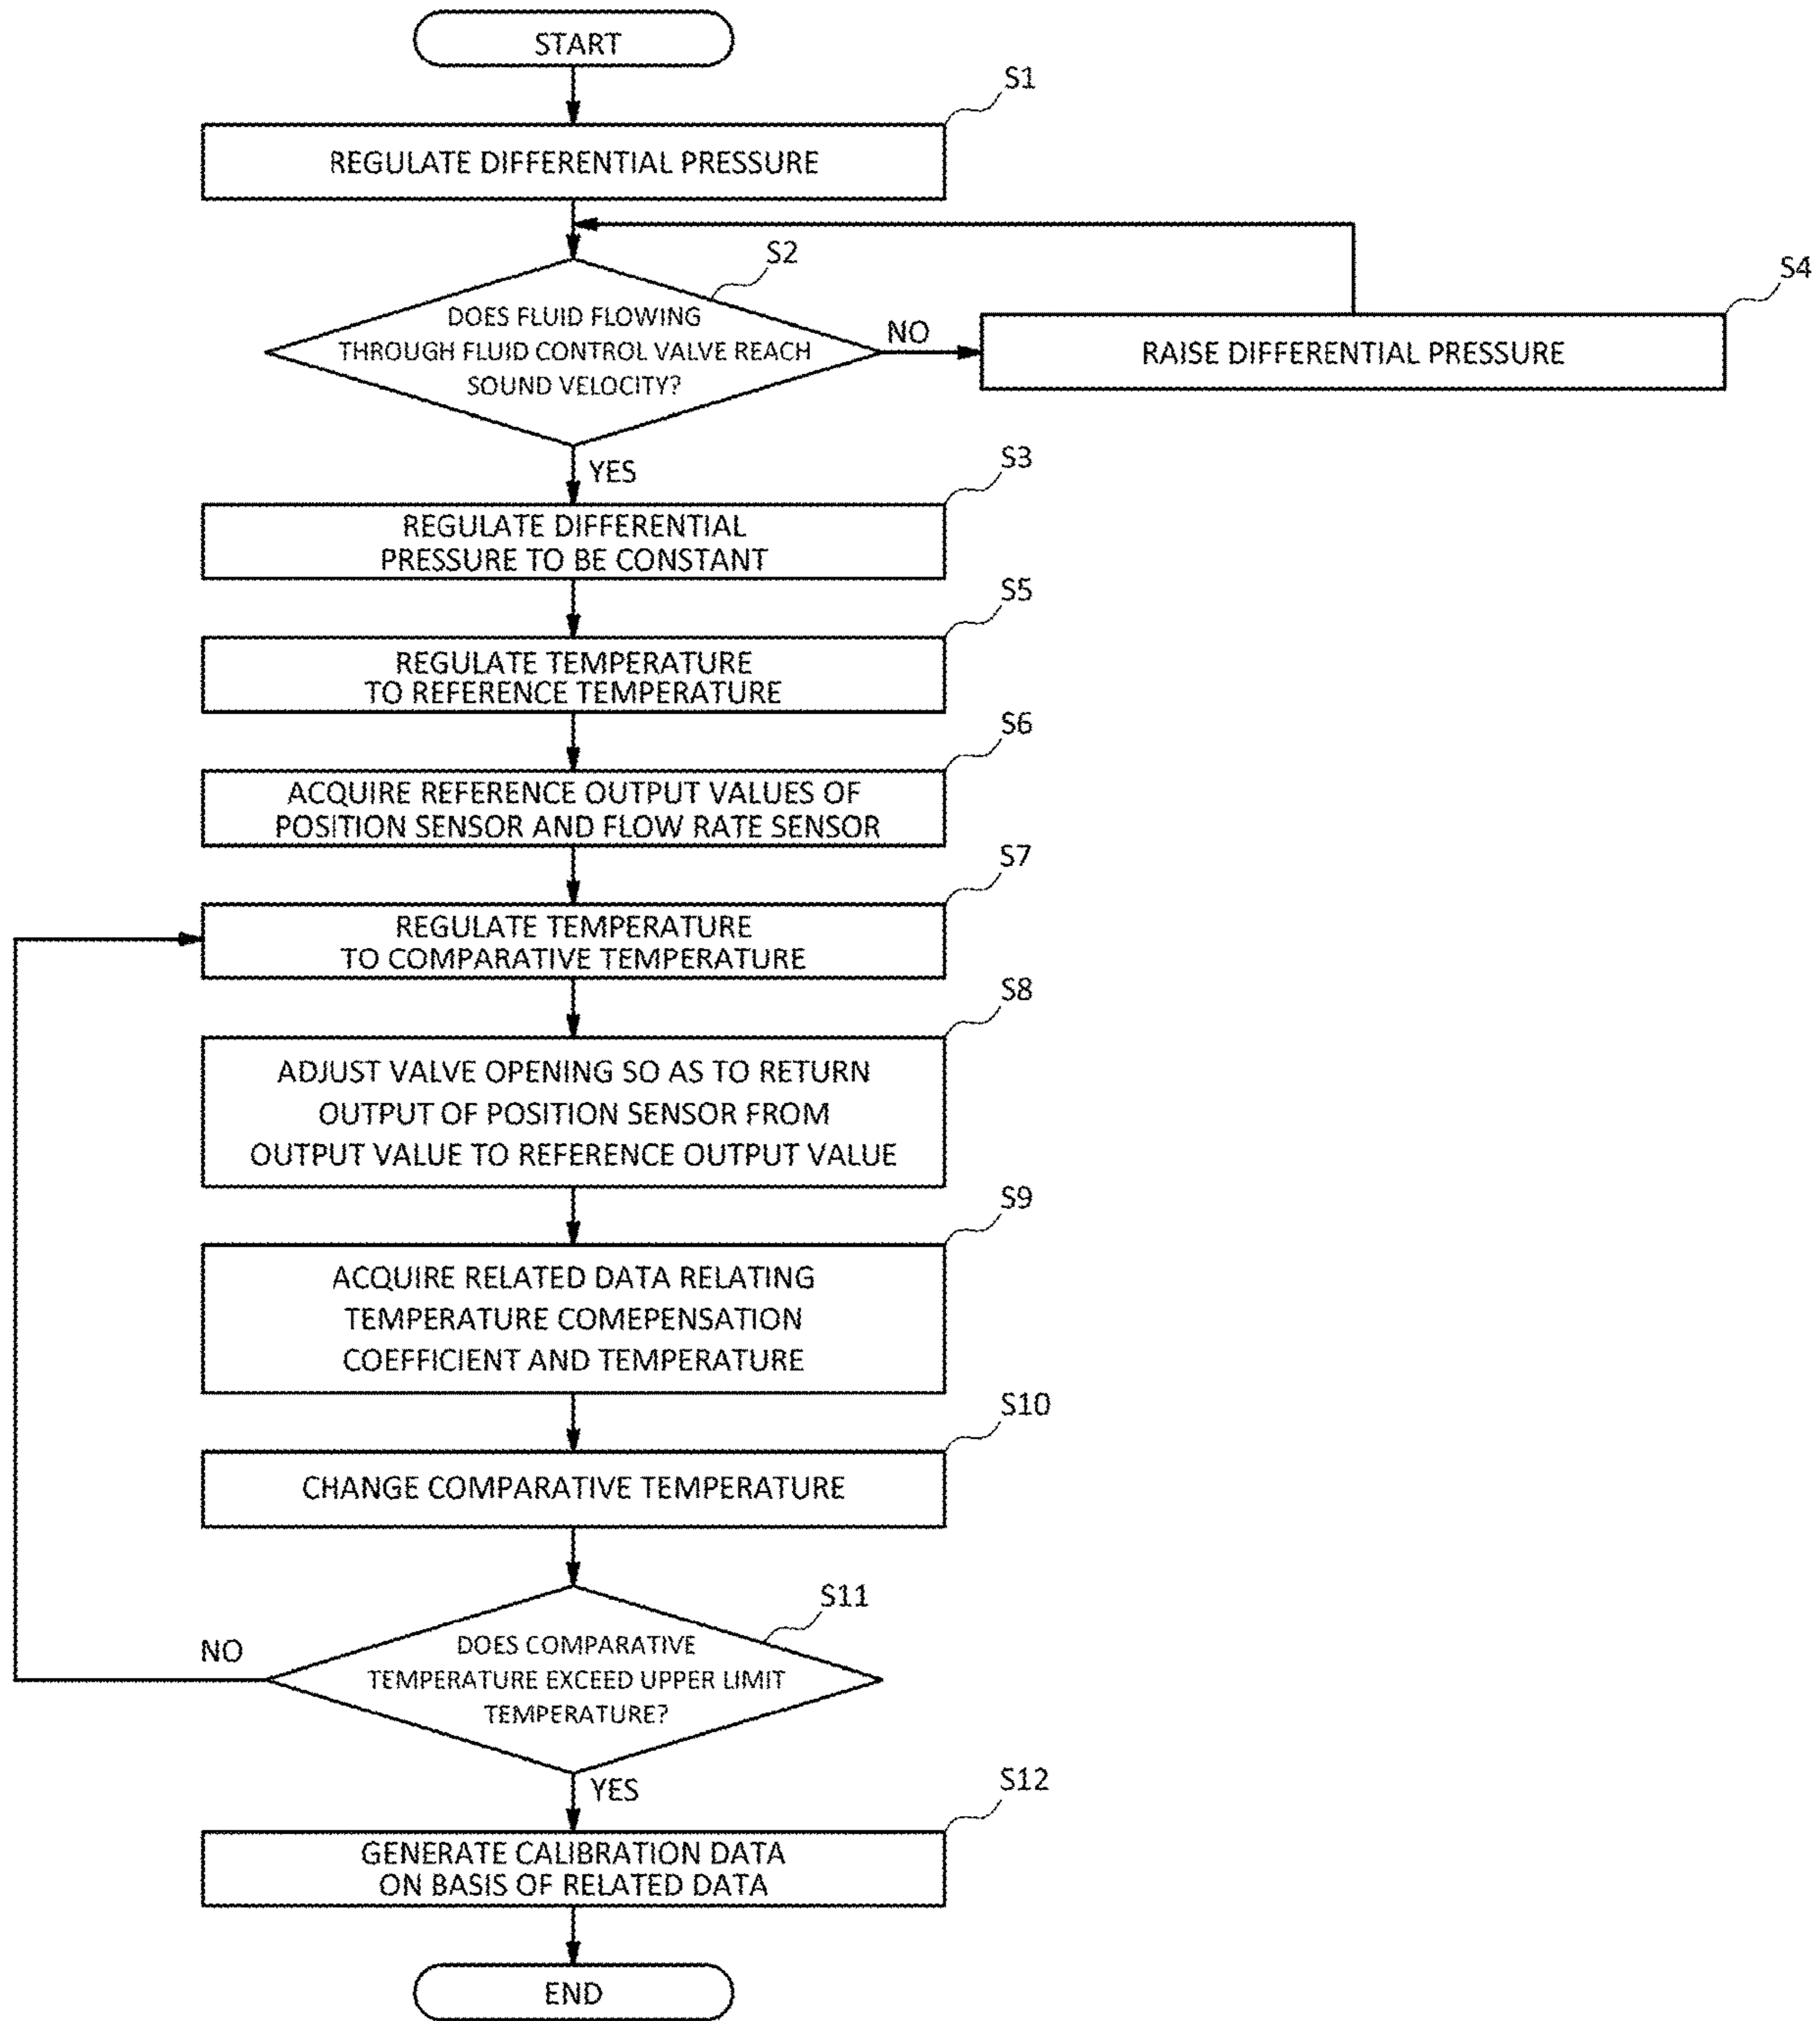 START
S1
REGULATE DIFFERENTIAL PRESSURE
S2
DOES FLUID FLOWING
THROUGH FLUID CONTROL VALVE REACH
SOUND VELOCITY?
NO
S4
RAISE DIFFERENTIAL PRESSURE
YES
S3
REGULATE DIFFERENTIAL
PRESSURE TO BE CONSTANT
S5
REGULATE TEMPERATURE
TO REFERENCE TEMPERATURE
S6
ACQUIRE REFERENCE OUTPUT VALUES OF
POSITION SENSOR AND FLOW RATE SENSOR
S7
REGULATE TEMPERATURE
TO COMPARATIVE TEMPERATURE
S8
ADJUST VALVE OPENING SO AS TO RETURN
OUTPUT OF POSITION SENSOR FROM
OUTPUT VALUE TO REFERENCE OUTPUT VALUE
S9
ACQUIRE RELATED DATA RELATING
TEMPERATURE COMEPENSATION
COEFFICIENT AND TEMPERATURE
S10
CHANGE COMPARATIVE TEMPERATURE
S11
DOES COMPARATIVE
TEMPERATURE EXCEED UPPER LIMIT
TEMPERATURE?
NO
YES
S12
GENERATE CALIBRATION DATA
ON BASIS OF RELATED DATA
END